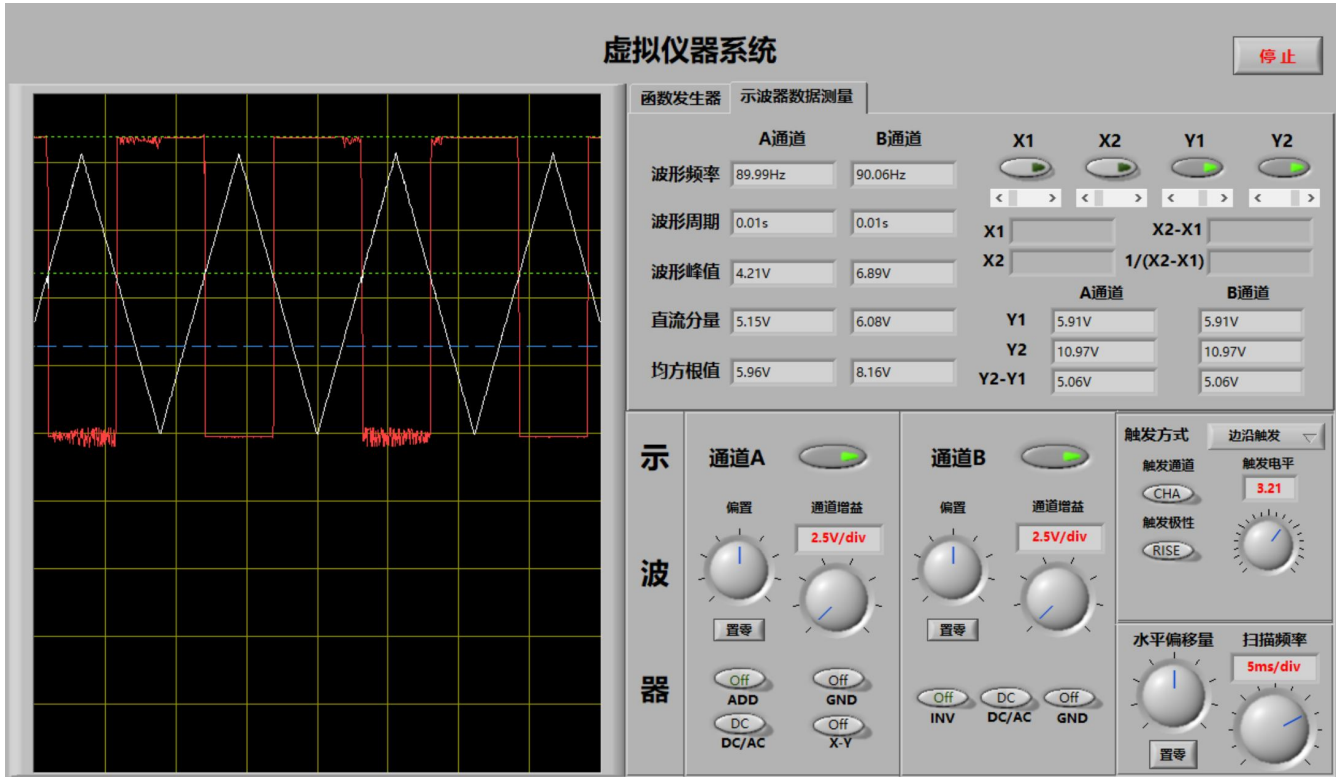 虚拟仪器系统
停止
函数发生器 示波器数据测量
A通道 B通道
波形频率 89.99Hz 90.06Hz
波形周期 0.01s 0.01s
波形峰值 4.21V 6.89V
直流分量 5.15V 6.08V
均方根值 5.96V 8.16V
X1 X2 Y1 Y2
X1 X2-X1
X2 1/(X2-X1)
A通道 B通道
Y1 5.91V 5.91V
Y2 10.97V 10.97V
Y2-Y1 5.06V 5.06V
示波器
通道A
偏置 通道增益
2.5V/div
置零
Off Off
ADD GND
DC Off
DC/AC X-Y
通道B
偏置 通道增益
2.5V/div
置零
Off DC Off
INV DC/AC GND
触发方式 边沿触发
触发通道 触发电平
CHA 3.21
触发极性
RISE
水平偏移量 扫描频率
5ms/div
置零